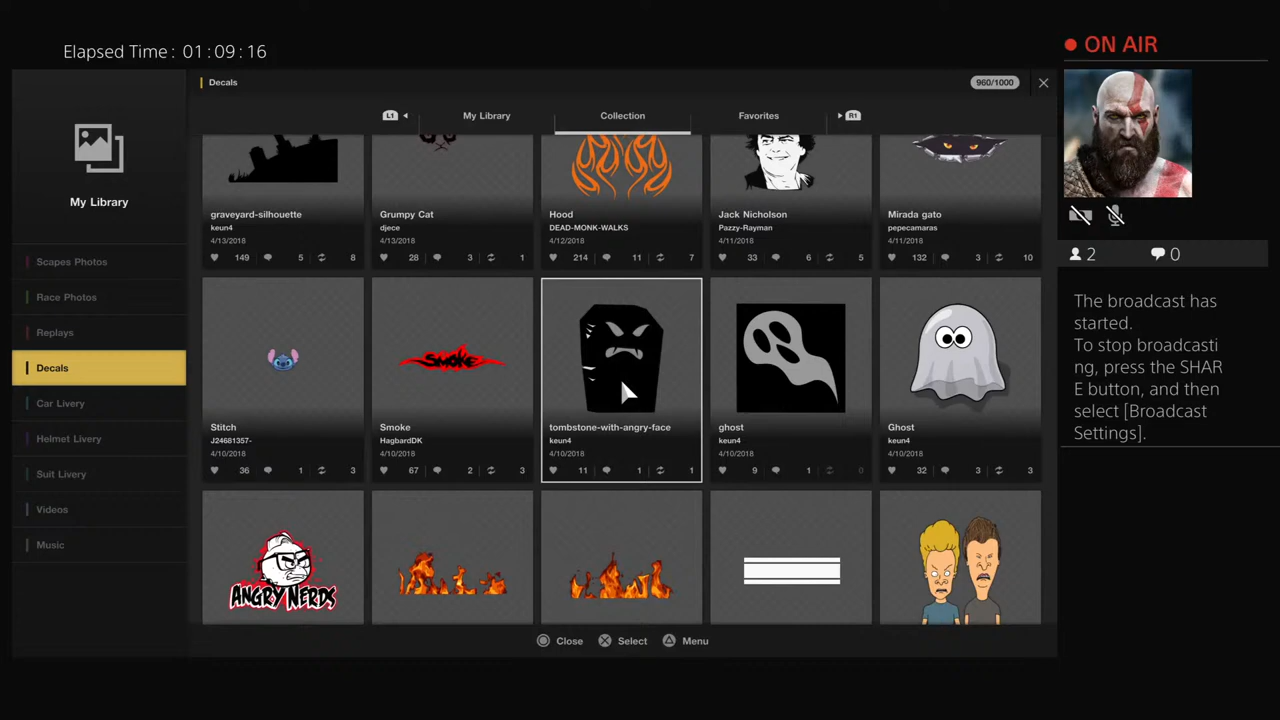 Elapsed Time: 01:09:16
ON AIR
Decals
960/1000
L1
My Library
Collection
Favorites
R1
My Library
Scapes Photos
Race Photos
Replays
Decals
Car Livery
Helmet Livery
Suit Livery
Videos
Music
graveyard-silhouette
keun4
4/13/2018
149 5 8
Grumpy Cat
djece
4/13/2018
28 3 1
Hood
DEAD-MONK-WALKS
4/12/2018
214 11 7
Jack Nicholson
Pazzy-Rayman
4/11/2018
33 6 5
Mirada gato
pepecamaras
4/11/2018
132 3 10
Stitch
J24681357-
4/10/2018
36 1 3
SMOKE
Smoke
HagbardDK
4/10/2018
67 2 3
tombstone-with-angry-face
keun4
4/10/2018
11 1 1
ghost
keun4
4/10/2018
9 1 0
Ghost
keun4
4/10/2018
32 3 3
ANGRY NERDS
Close
Select
Menu
2 0
The broadcast has
started.
To stop broadcasti
ng, press the SHAR
E button, and then
select [Broadcast
Settings].